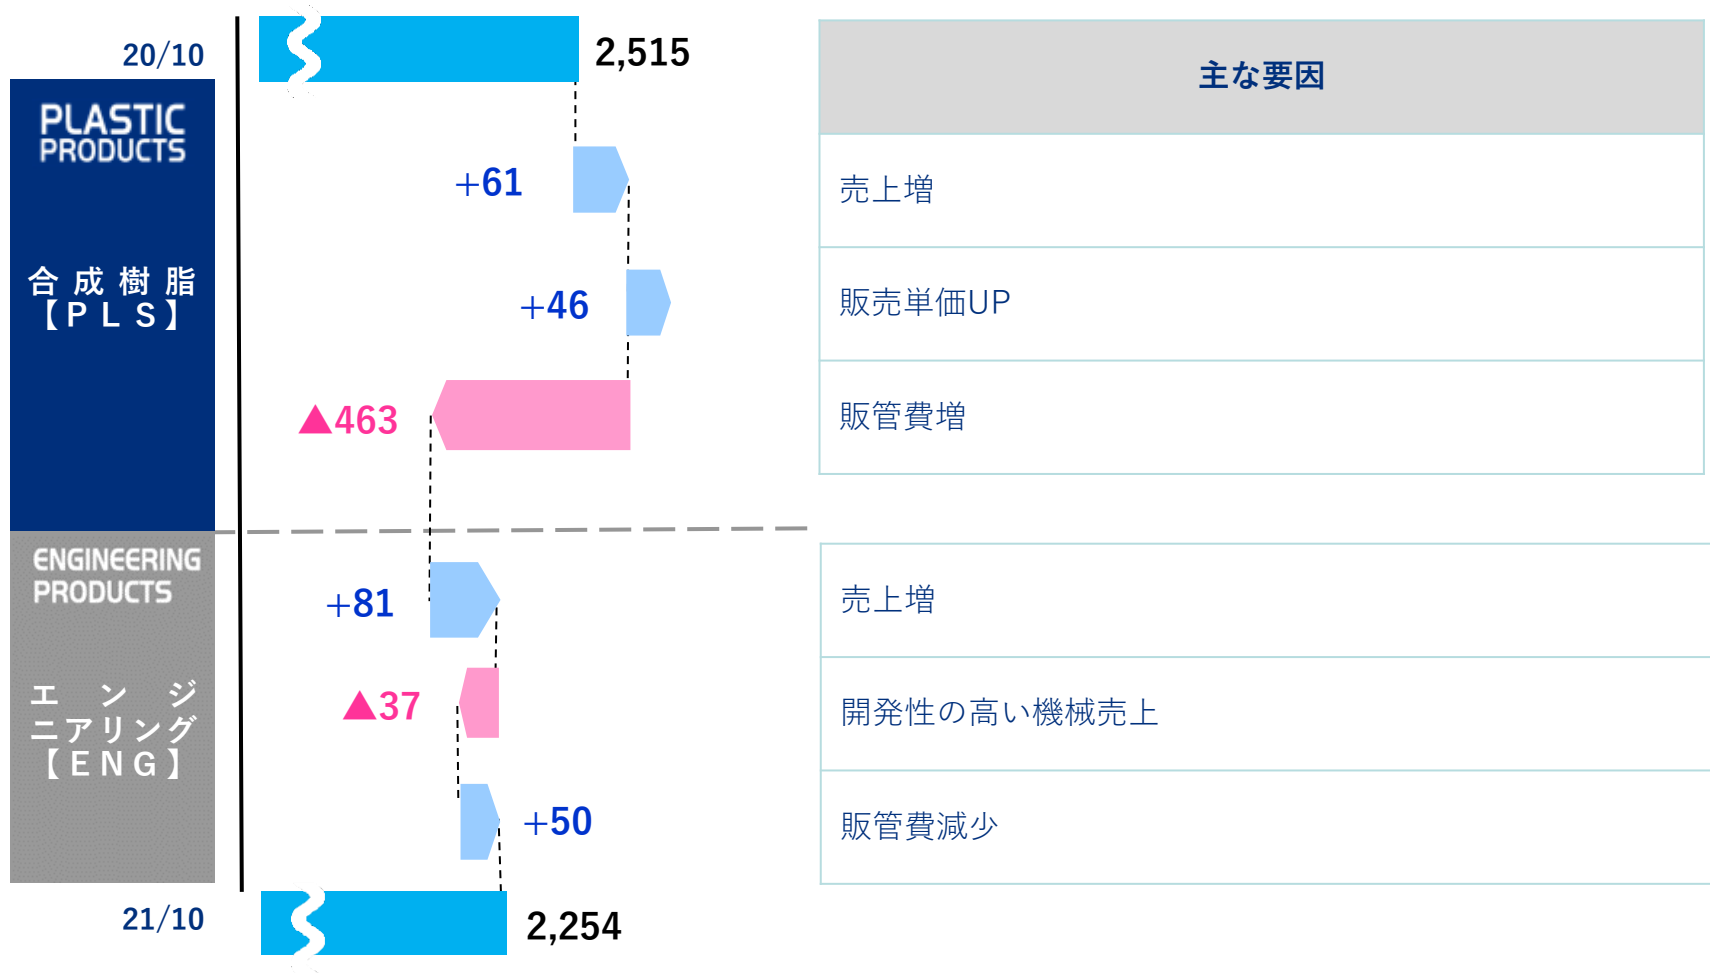 20/10
2,515
主な要因
PLASTIC
PRODUCTS
合成樹脂
【PLS】
+61
売上増
+46
販売単価UP
▲463
販管費増
ENGINEERING
PRODUCTS
エンジ
ニアリング
【ENG】
+81
売上増
▲37
開発性の高い機械売上
+50
販管費減少
21/10
2,254